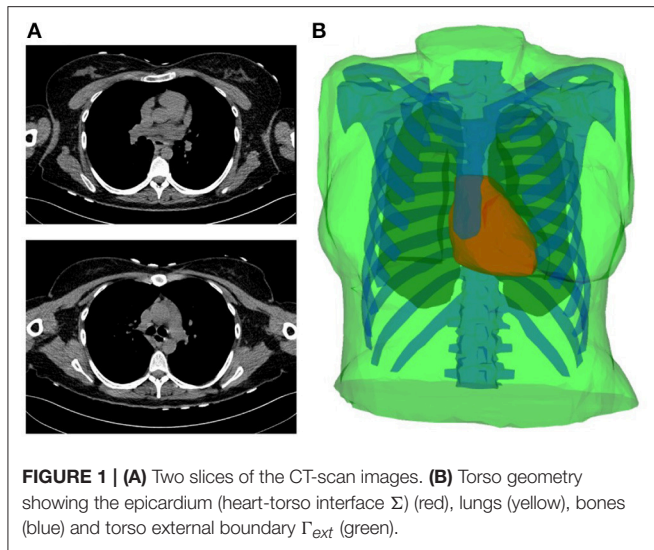 A
B
FIGURE 1 | (A) Two slices of the CT-scan images. (B) Torso geometry
showing the epicardium (heart-torso interface Σ) (red), lungs (yellow), bones
(blue) and torso external boundary Γext (green).